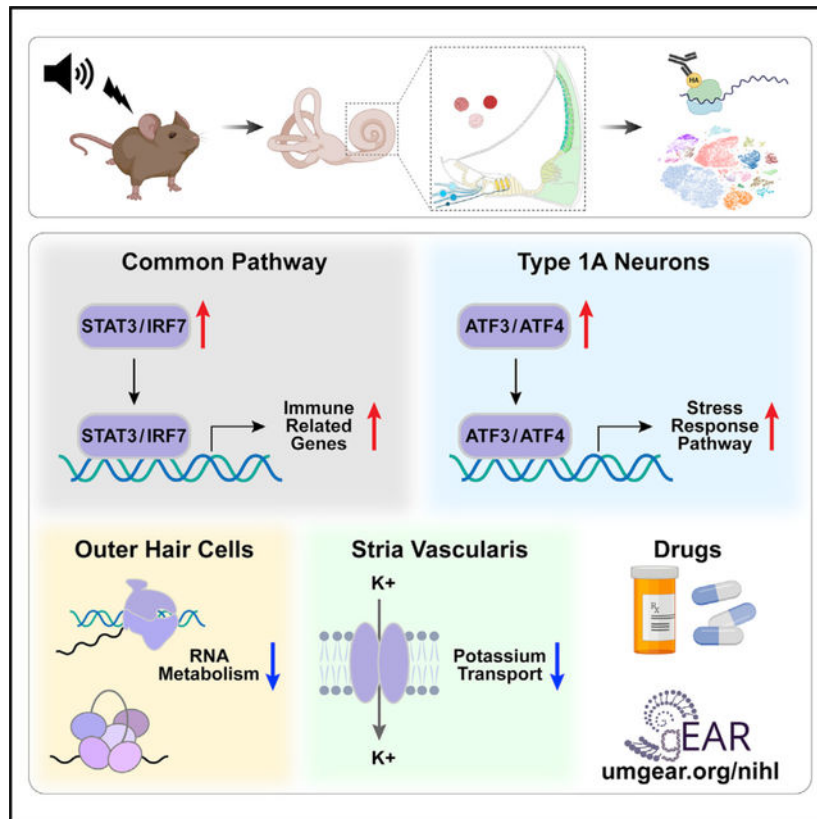 HA
Common Pathway
STAT3/IRF7
STAT3/IRF7
Immune
Related
Genes
Type 1A Neurons
ATF3/ATF4
ATF3/ATF4
Stress
Response
Pathway
Outer Hair Cells
RNA
Metabolism
Stria Vascularis
K+
Potassium
Transport
K+
Drugs
Rx
gEAR
umgear.org/nihl